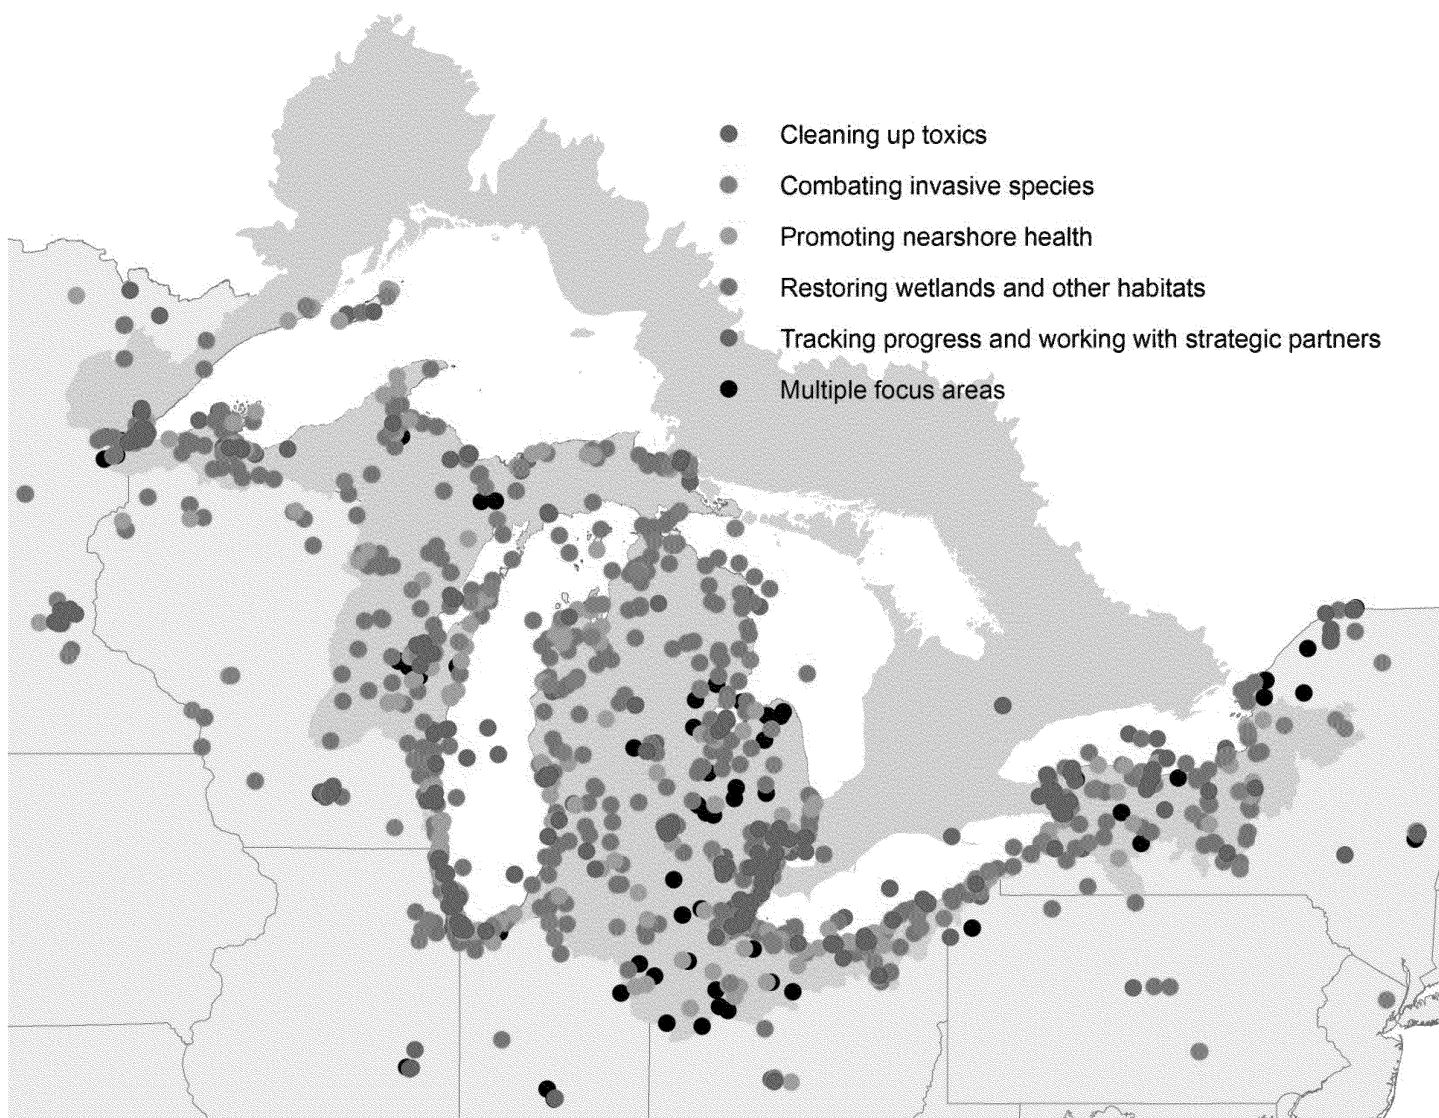 Cleaning up toxics
Combating invasive species
Promoting nearshore health
Restoring wetlands and other habitats
Tracking progress and working with strategic partners
Multiple focus areas